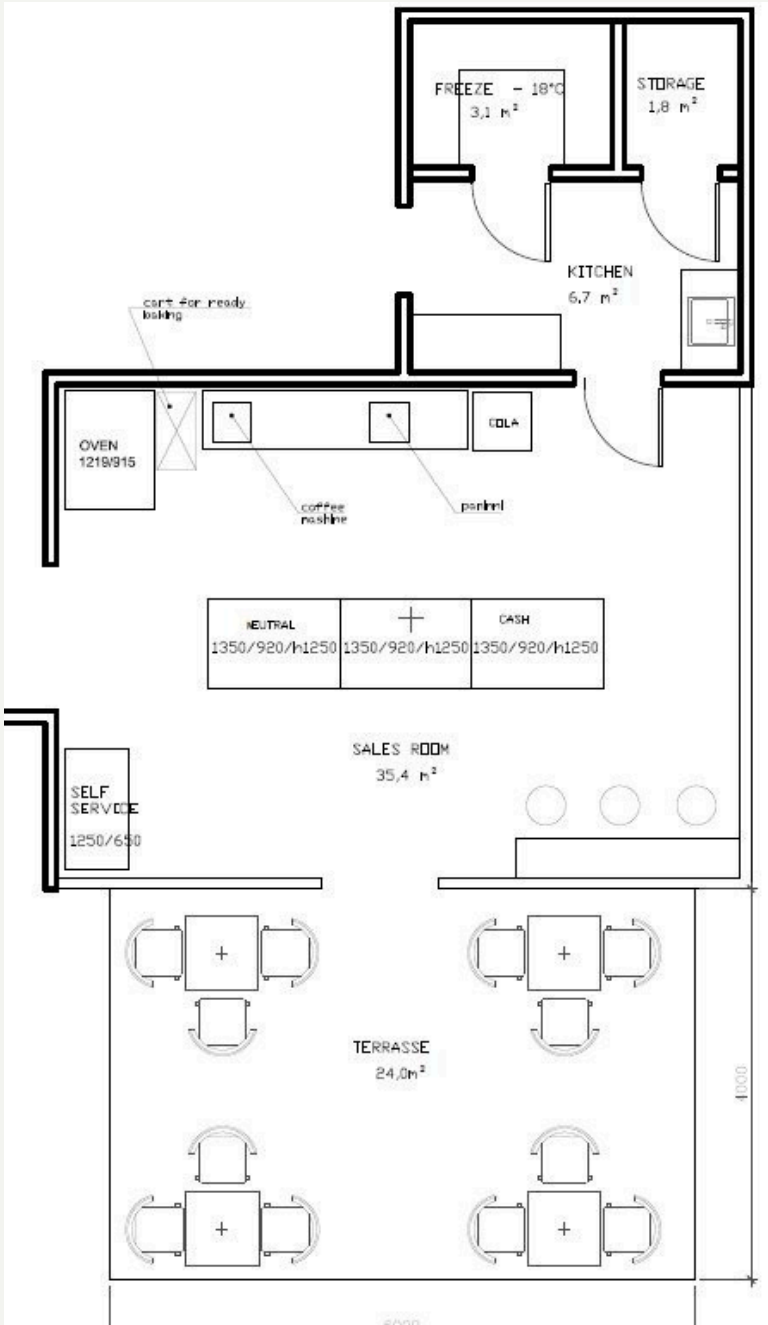 FREEZE - 18°C
3,1 m²
STORAGE
1,8 m²
KITCHEN
6,7 m²
cart for ready
baking
OVEN
1219/915
COLA
coffee
mashine
paninni
NEUTRAL
1350/920/h1250
1350/920/h1250
CASH
1350/920/h1250
SALES ROOM
35,4 m²
SELF
SERVICE
1250/650
TERRASSE
24,0m²
4000
6000